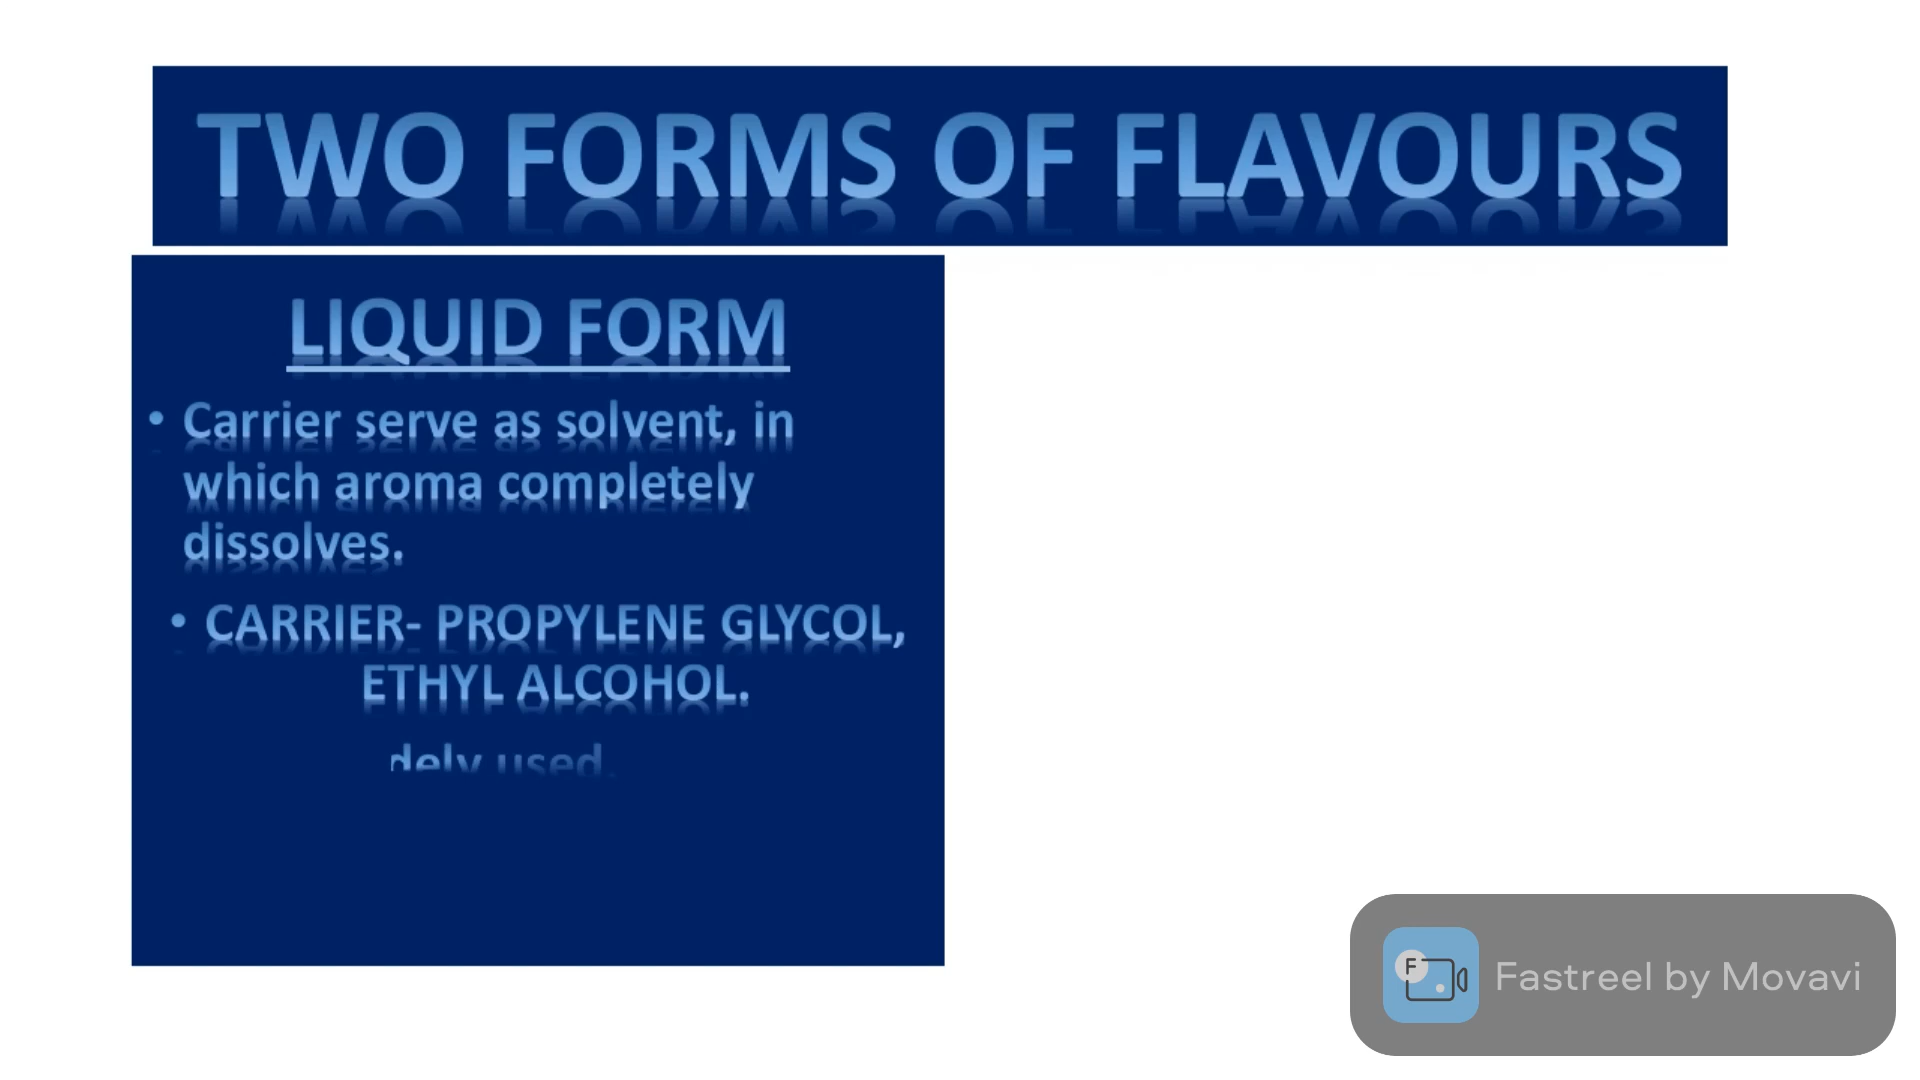 TWO FORMS OF FLAVOURS
LIQUID FORM
• Carrier serve as solvent, in
which aroma completely
dissolves.
• CARRIER- PROPYLENE GLYCOL,
ETHYL ALCOHOL.
used.
Fastreel by Movavi